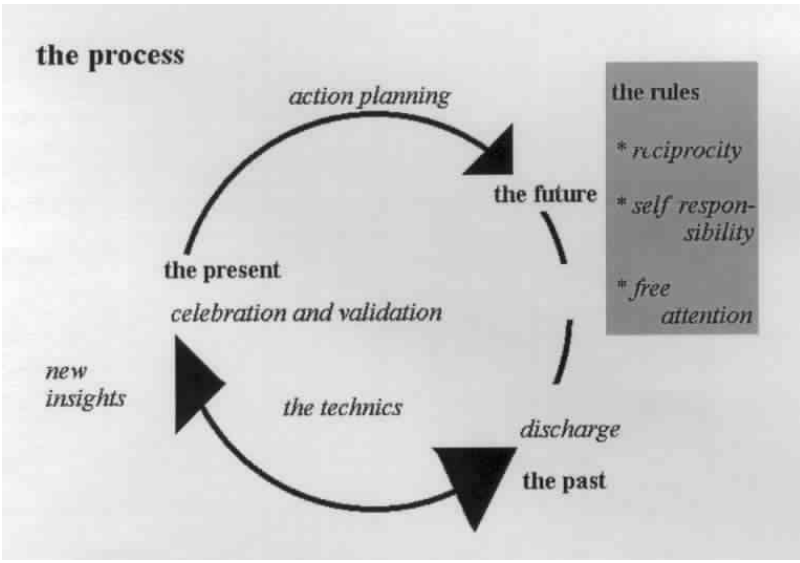 the process
action planning
the rules
* reciprocity
the future
* self respon-
sibility
the present
celebration and validation
* free
attention
new
insights
the technics
discharge
the past